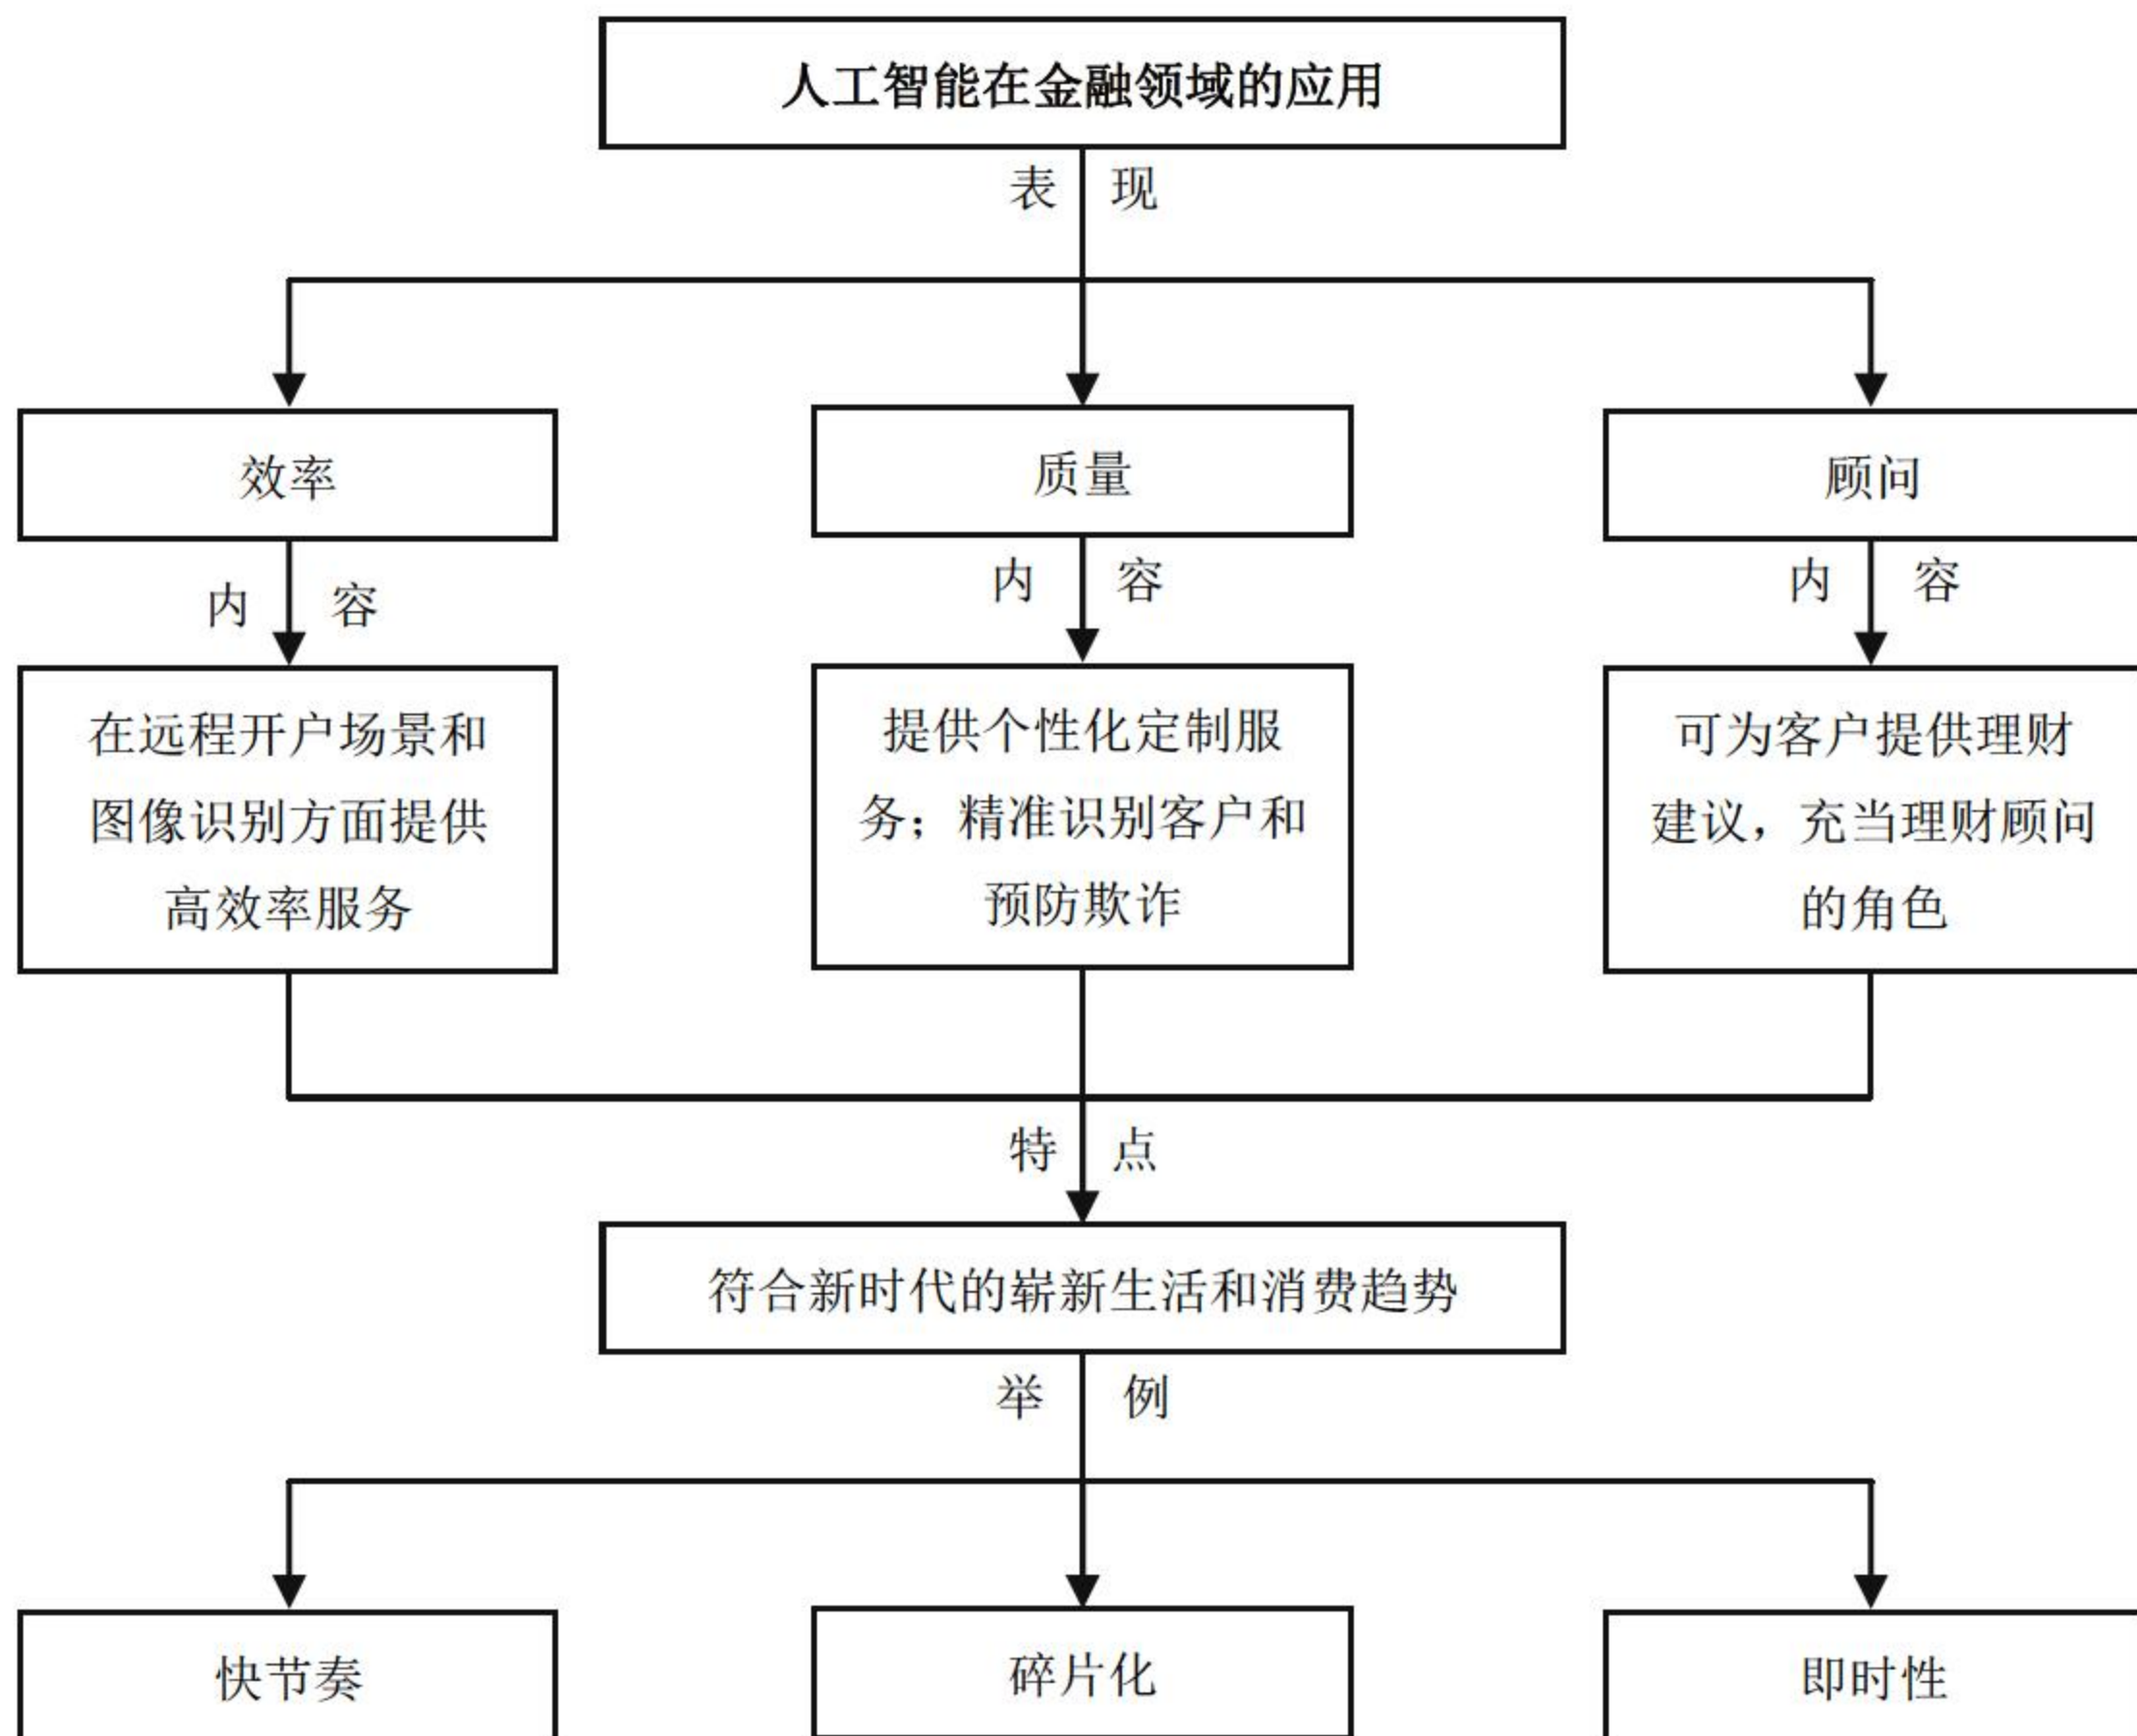 人工智能在金融领域的应用
表 现
效率
质量
顾问
内 容
内 容
内 容
在远程开户场景和
图像识别方面提供
高效率服务
提供个性化定制服
务；精准识别客户和
预防欺诈
可为客户提供理财
建议，充当理财顾问
的角色
特 点
符合新时代的崭新生活和消费趋势
举 例
快节奏
碎片化
即时性